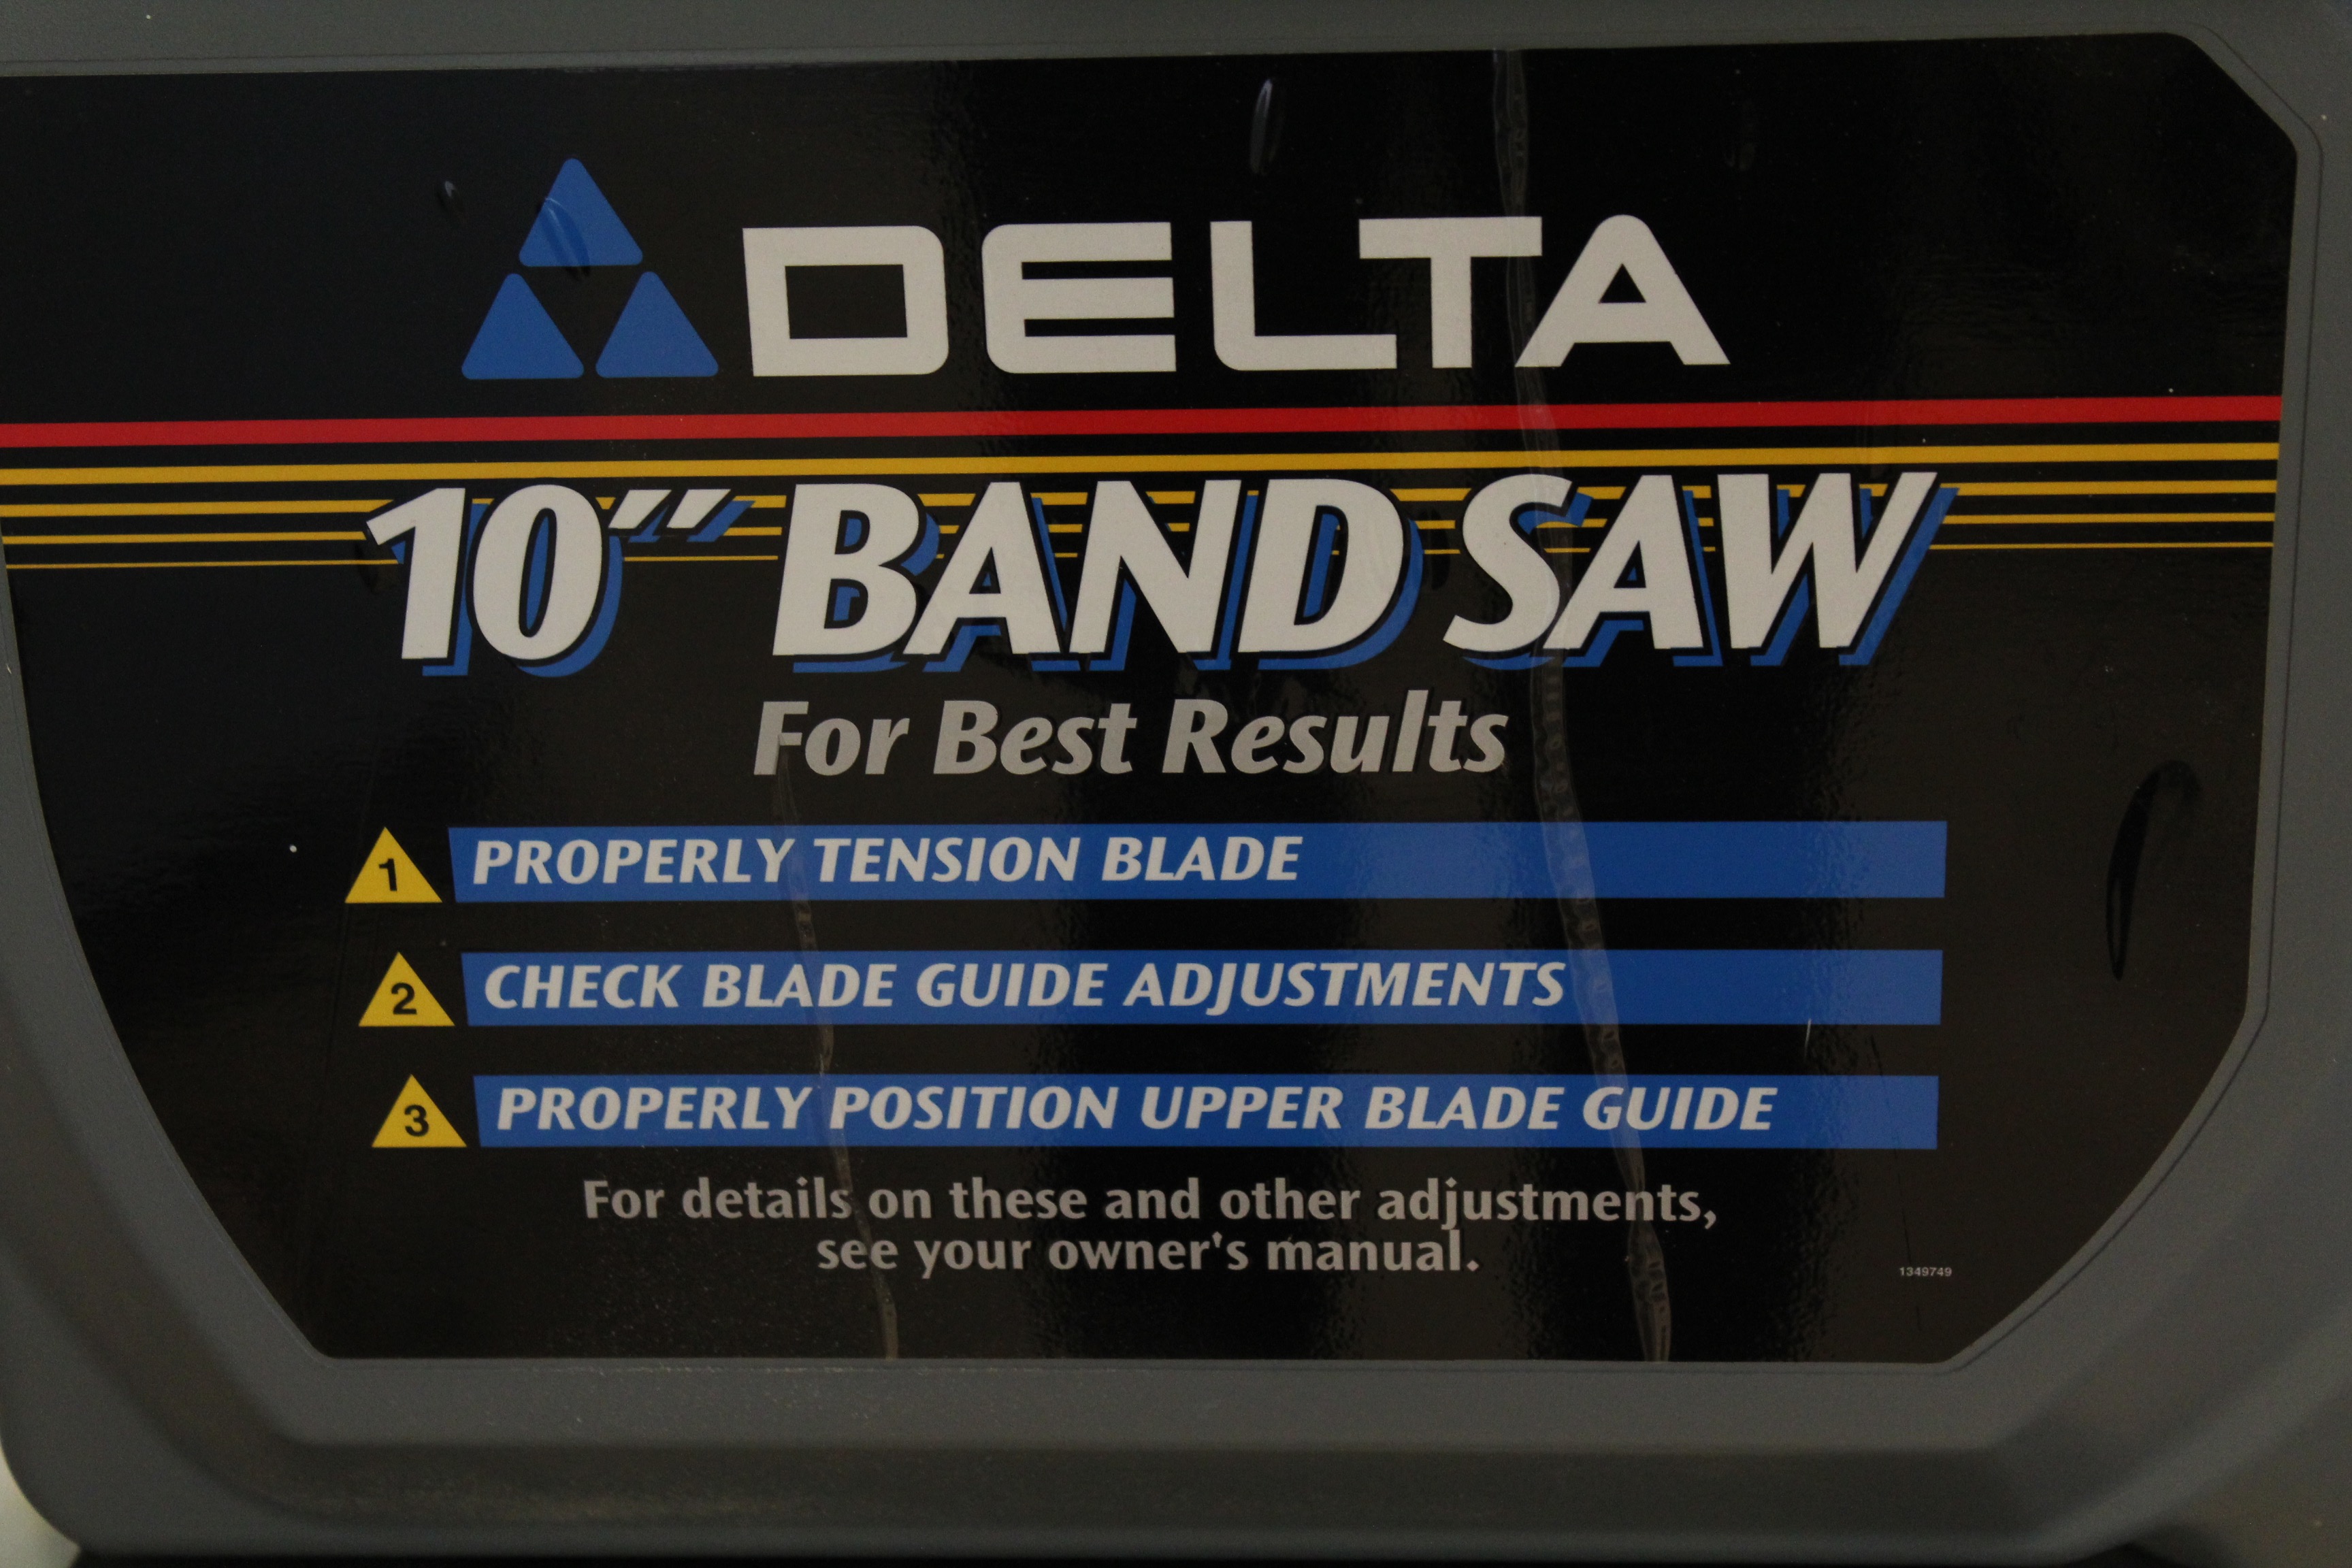 DELTA
10" BAND SAW
For Best Results
1 PROPERLY TENSION BLADE
2 CHECK BLADE GUIDE ADJUSTMENTS
3 PROPERLY POSITION UPPER BLADE GUIDE
For details on these and other adjustments,
see your owner's manual.
1349749